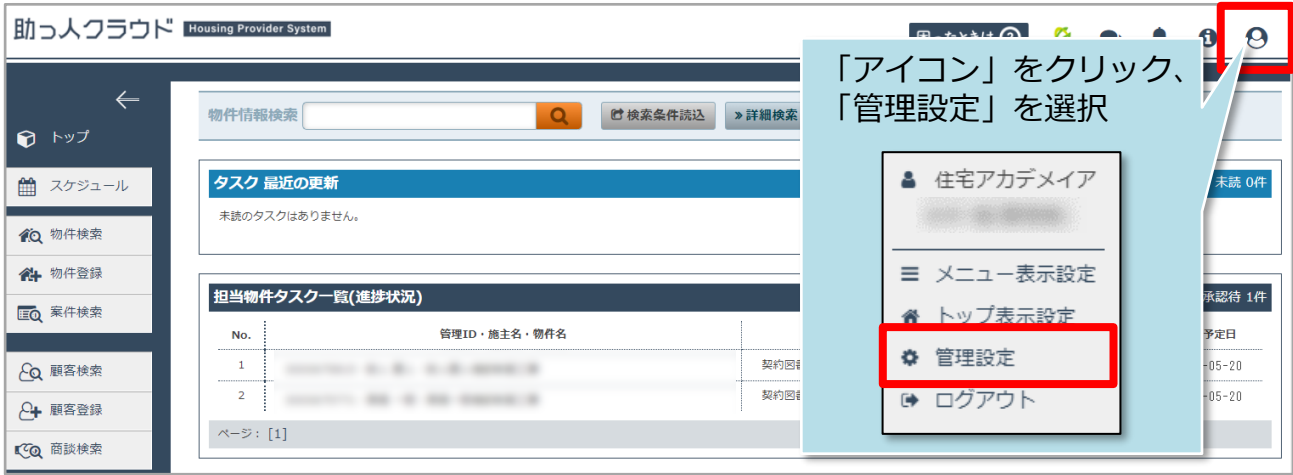 助っ人クラウド Housing Provider System
「アイコン」をクリック、
「管理設定」を選択
物件情報検索 検索条件読込 »詳細検索
トップ
スケジュール
物件検索
物件登録
案件検索
顧客検索
顧客登録
商談検索
タスク 最近の更新 未読 0件
未読のタスクはありません。
担当物件タスク一覧(進捗状況) 承認待 1件
No. 管理ID・施主名・物件名 予定日
1 契約図 -05-20
2 契約図 -05-20
ページ: [1]
住宅アカデメイア
メニュー表示設定
トップ表示設定
管理設定
ログアウト